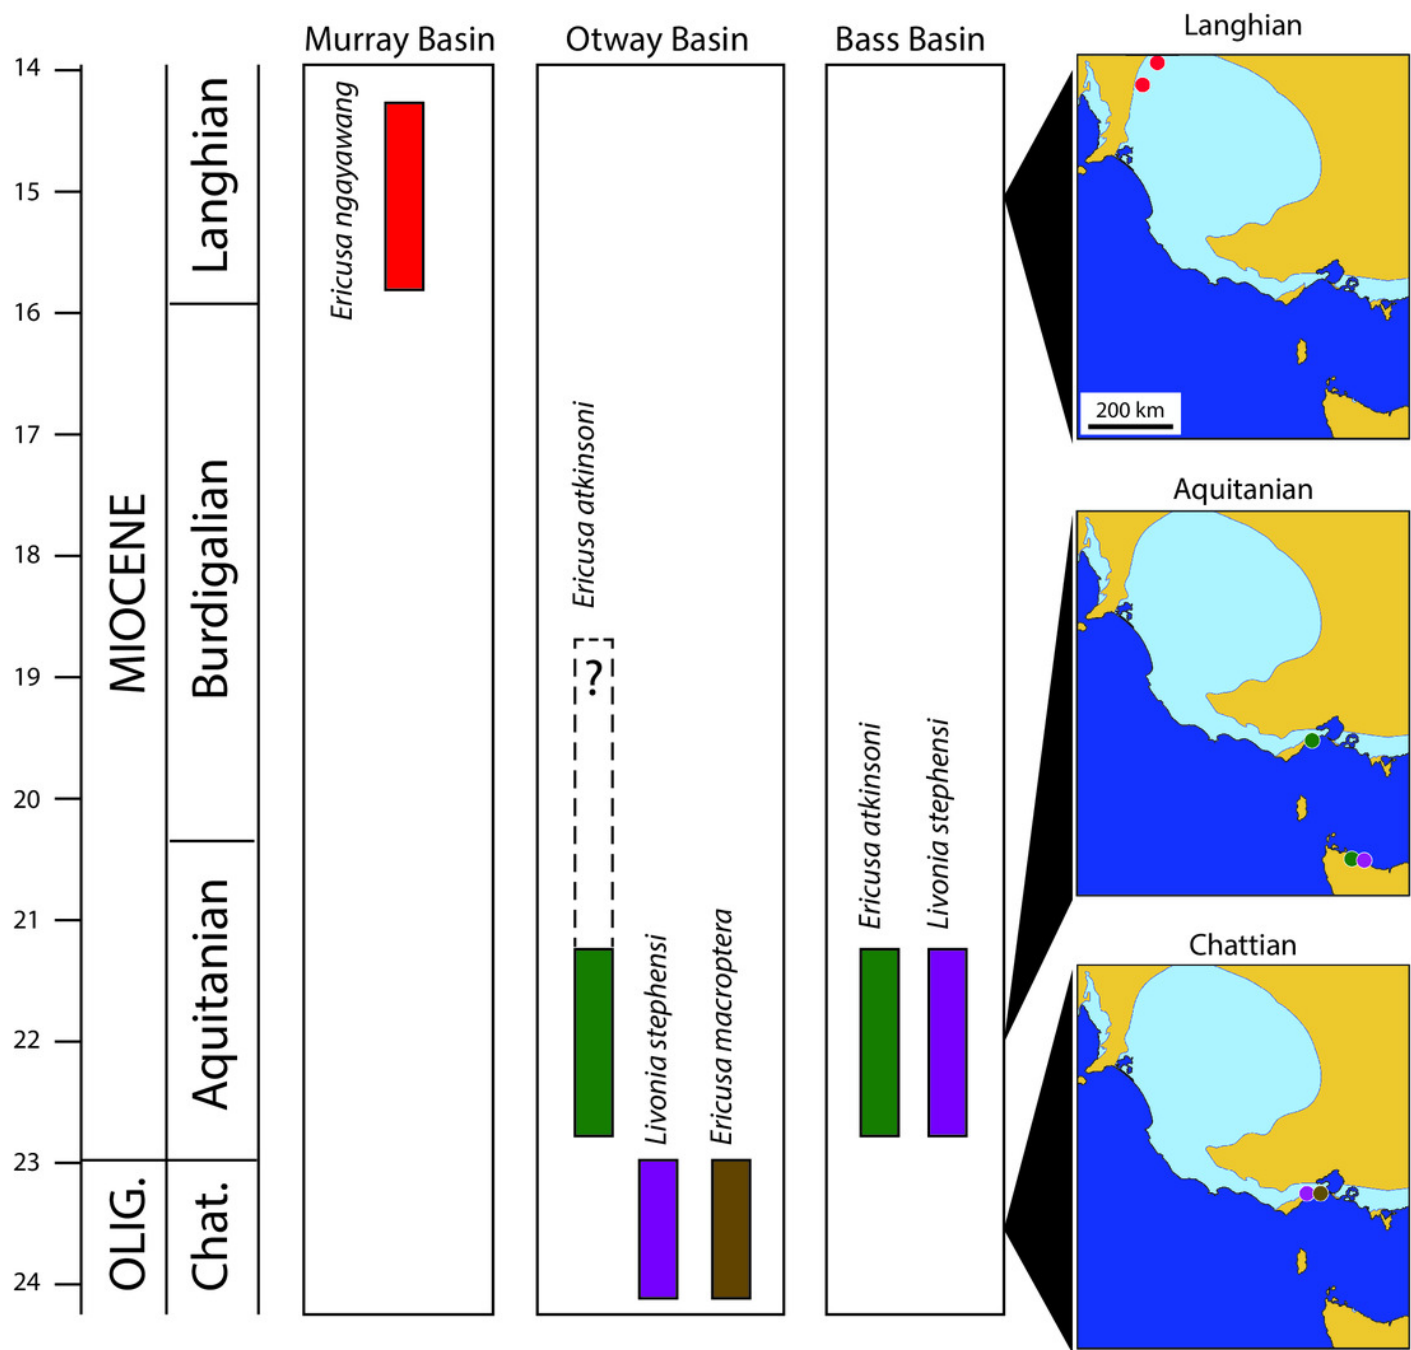 Murray Basin
Otway Basin
Bass Basin
Langhian
14
15
16
17
18
19
20
21
22
23
24
MIOCENE
OLIG.
Langhian
Burdigalian
Aquitanian
Chat.
Ericusa ngayawang
Ericusa atkinsoni
?
Livonia stephensi
Ericusa macroptera
Ericusa atkinsoni
Livonia stephensi
200 km
Aquitanian
Chattian